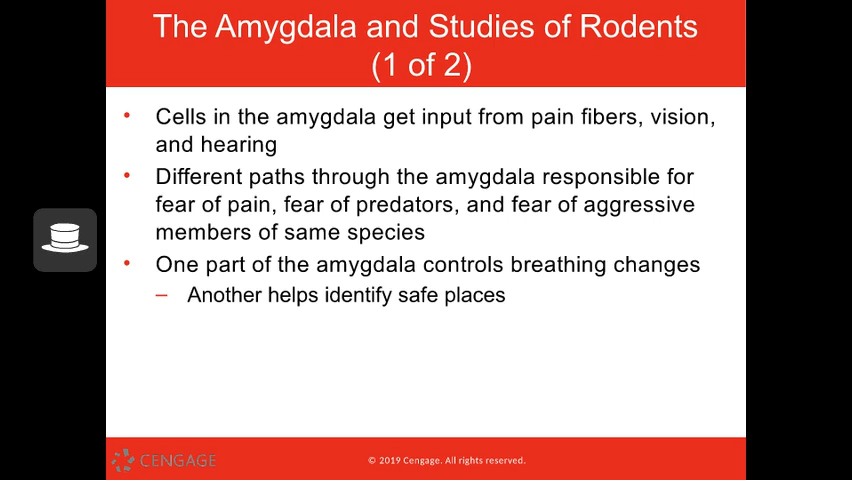 The Amygdala and Studies of Rodents
(1 of 2)
• Cells in the amygdala get input from pain fibers, vision,
and hearing
• Different paths through the amygdala responsible for
fear of pain, fear of predators, and fear of aggressive
members of same species
• One part of the amygdala controls breathing changes
– Another helps identify safe places
CENGAGE
© 2019 Cengage. All rights reserved.